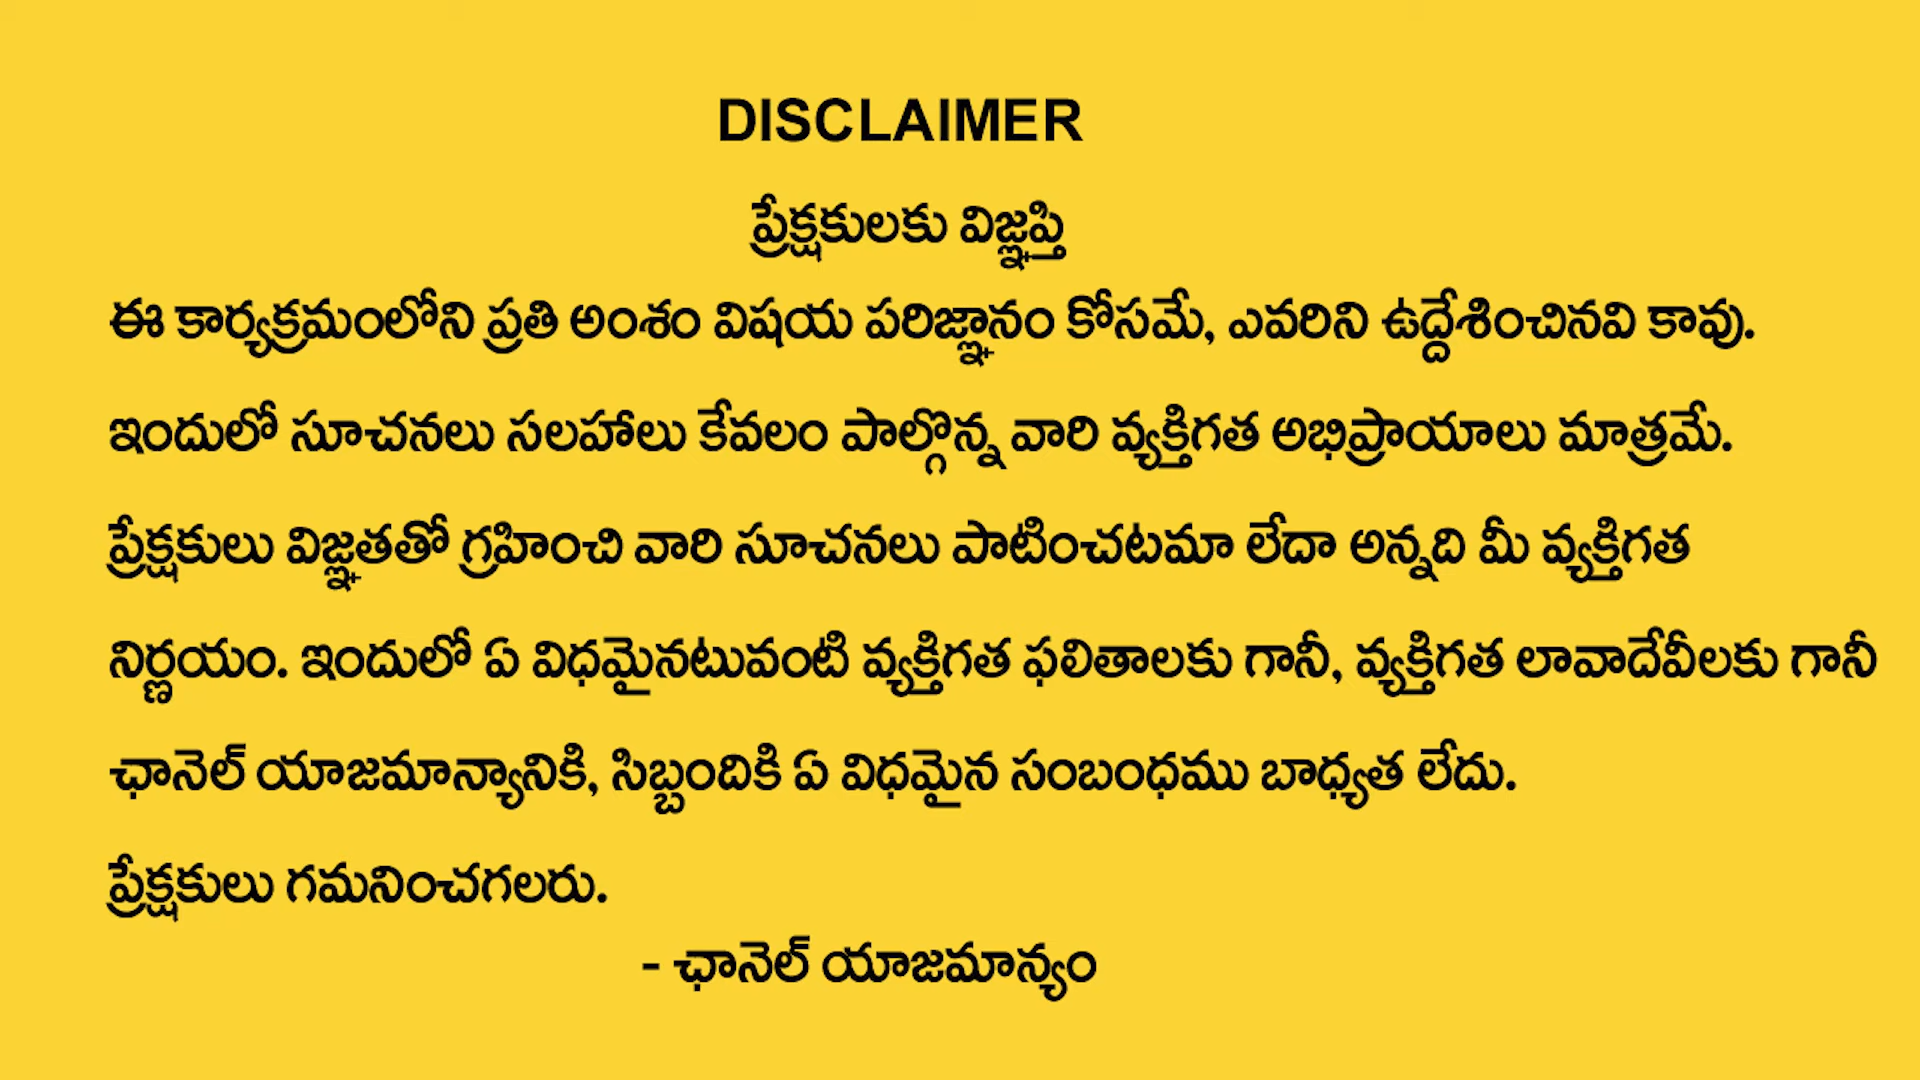 DISCLAIMER
ప్రేక్షకులకు విజ్ఞప్తి
ఈ కార్యక్రమంలోని ప్రతి అంశం విషయ పరిజ్ఞానం కోసమే, ఎవరిని ఉద్దేశించినవి కావు.
ఇందులో సూచనలు సలహాలు కేవలం పాల్గొన్న వారి వ్యక్తిగత అభిప్రాయాలు మాత్రమే.
ప్రేక్షకులు విజ్ఞతతో గ్రహించి వారి సూచనలు పాటించటమా లేదా అన్నది మీ వ్యక్తిగత
నిర్ణయం. ఇందులో ఏ విధమైనటువంటి వ్యక్తిగత ఫలితాలకు గానీ, వ్యక్తిగత లావాదేవీలకు గానీ
ఛానెల్ యాజమాన్యానికి, సిబ్బందికి ఏ విధమైన సంబంధము బాధ్యత లేదు.
ప్రేక్షకులు గమనించగలరు.
- ఛానెల్ యాజమాన్యం